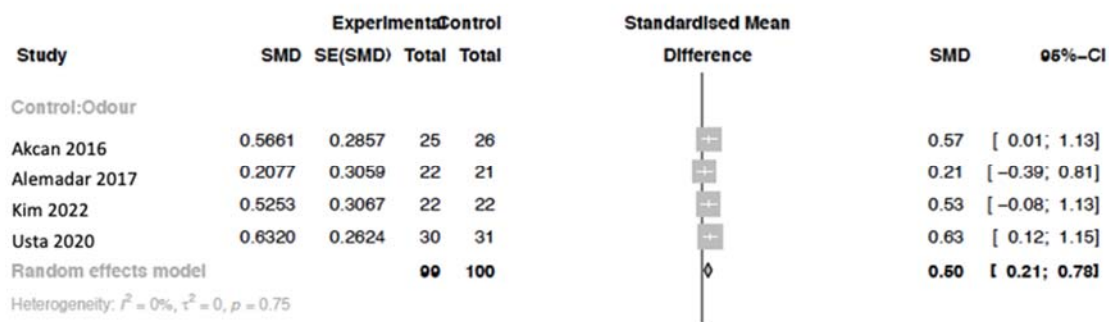 Experimental Control Standardised Mean
Study SMD SE(SMD) Total Total Difference SMD 95%-CI
Control:Odour
Akcan 2016 0.5661 0.2857 25 26 0.57 [ 0.01; 1.13]
Alemadar 2017 0.2077 0.3059 22 21 0.21 [-0.39; 0.81]
Kim 2022 0.5253 0.3067 22 22 0.53 [-0.08; 1.13]
Usta 2020 0.6320 0.2624 30 31 0.63 [ 0.12; 1.15]
Random effects model 99 100 0.50 [ 0.21; 0.78]
Heterogeneity: I² = 0%, τ² = 0, p = 0.75